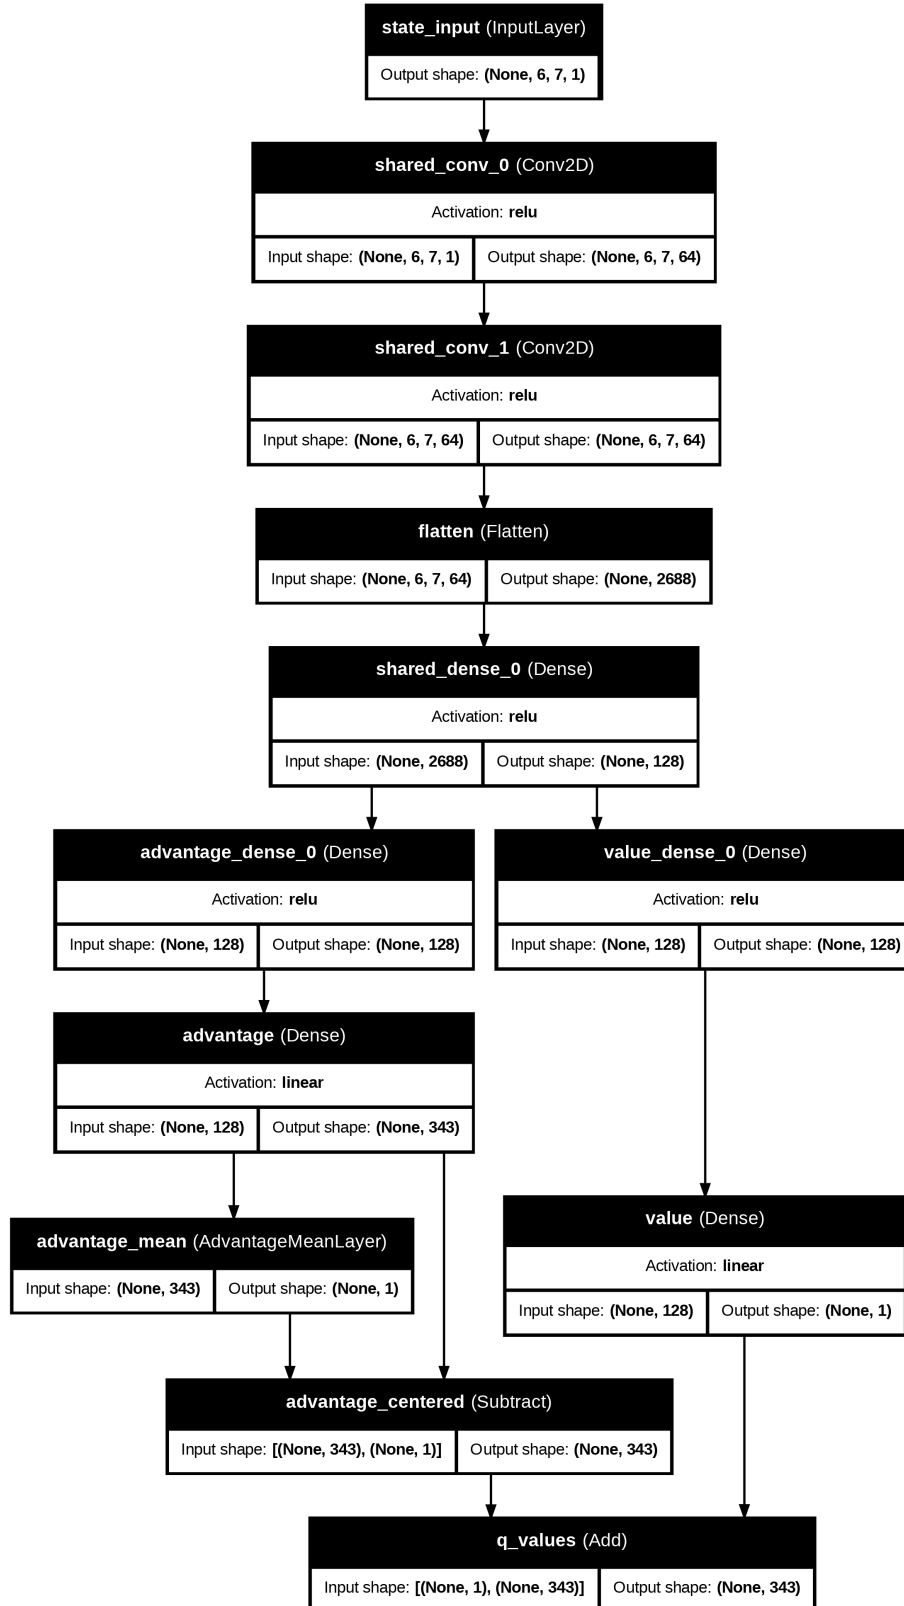 state_input (InputLayer)
Output shape: (None, 6, 7, 1)
shared_conv_0 (Conv2D)
Activation: relu
Input shape: (None, 6, 7, 1) Output shape: (None, 6, 7, 64)
shared_conv_1 (Conv2D)
Activation: relu
Input shape: (None, 6, 7, 64) Output shape: (None, 6, 7, 64)
flatten (Flatten)
Input shape: (None, 6, 7, 64) Output shape: (None, 2688)
shared_dense_0 (Dense)
Activation: relu
Input shape: (None, 2688) Output shape: (None, 128)
advantage_dense_0 (Dense)
Activation: relu
Input shape: (None, 128) Output shape: (None, 128)
value_dense_0 (Dense)
Activation: relu
Input shape: (None, 128) Output shape: (None, 128)
advantage (Dense)
Activation: linear
Input shape: (None, 128) Output shape: (None, 343)
advantage_mean (AdvantageMeanLayer)
Input shape: (None, 343) Output shape: (None, 1)
value (Dense)
Activation: linear
Input shape: (None, 128) Output shape: (None, 1)
advantage_centered (Subtract)
Input shape: [(None, 343), (None, 1)] Output shape: (None, 343)
q_values (Add)
Input shape: [(None, 1), (None, 343)] Output shape: (None, 343)